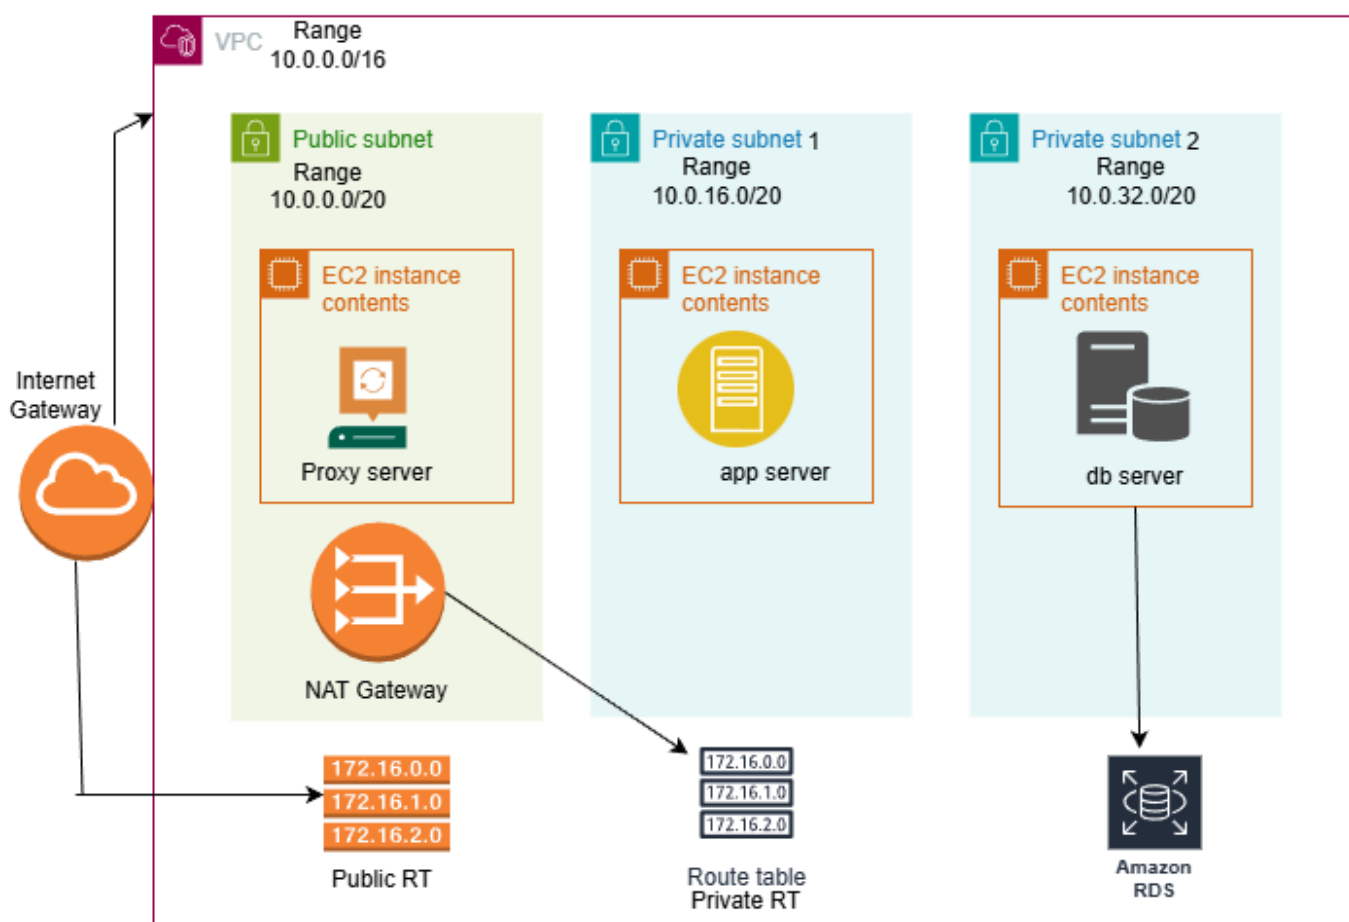 VPC
Range
10.0.0.0/16
Public subnet
Range
10.0.0.0/20
EC2 instance
contents
Proxy server
NAT Gateway
Private subnet 1
Range
10.0.16.0/20
EC2 instance
contents
app server
Private subnet 2
Range
10.0.32.0/20
EC2 instance
contents
db server
Internet
Gateway
172.16.0.0
172.16.1.0
172.16.2.0
Public RT
172.16.0.0
172.16.1.0
172.16.2.0
Route table
Private RT
Amazon
RDS